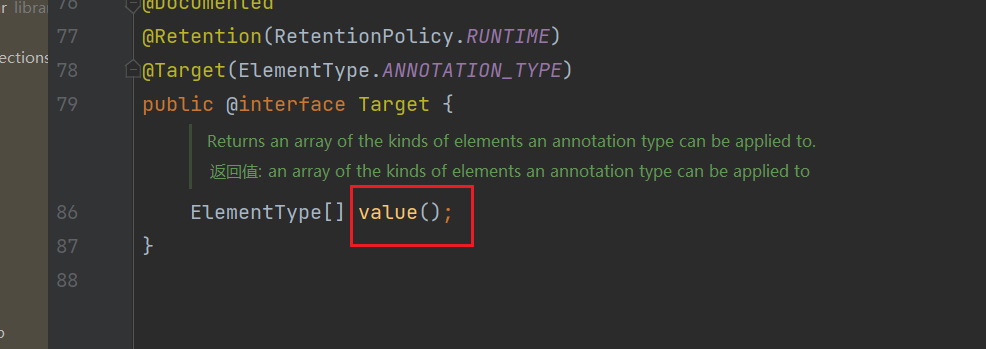 r librar
76 @Documented
77 @Retention(RetentionPolicy.RUNTIME)
ections
78 @Target(ElementType.ANNOTATION_TYPE)
79 public @interface Target {
Returns an array of the kinds of elements an annotation type can be applied to.
返回值: an array of the kinds of elements an annotation type can be applied to
86 ElementType[] value();
87 }
88